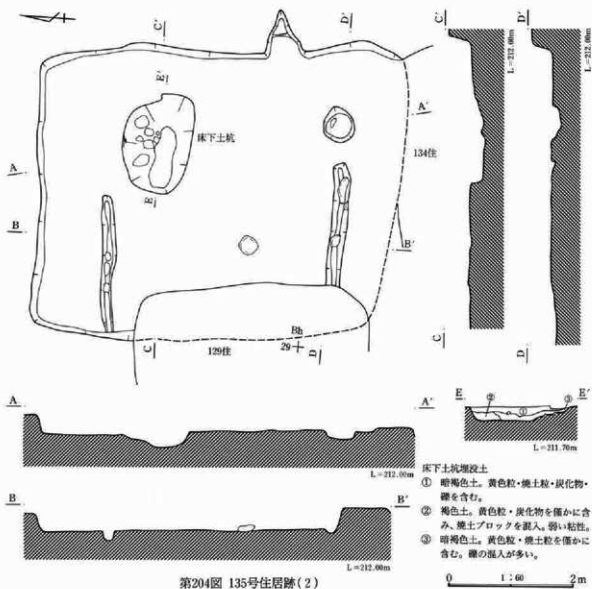 C'
D'
E'
床下土坑
A'
134住
A
E
B
B'
C
129住
Bh
29
D
C'
L=212.00m
C
D'
L=212.00m
D
A
A'
L=212.00m
B
B'
L=212.00m
E
②
①
③
E'
L=211.70m
床下土坑埋没土
① 暗褐色土。黄色粒・焼土粒・炭化物・
礫を含む。
② 褐色土。黄色粒・炭化物を僅かに含
み、焼土ブロックを混入。弱い粘性。
③ 暗褐色土。黄色粒・焼土粒を僅かに
含む。礫の混入が多い。
0
1:60
2m
第204図 135号住居跡(2)